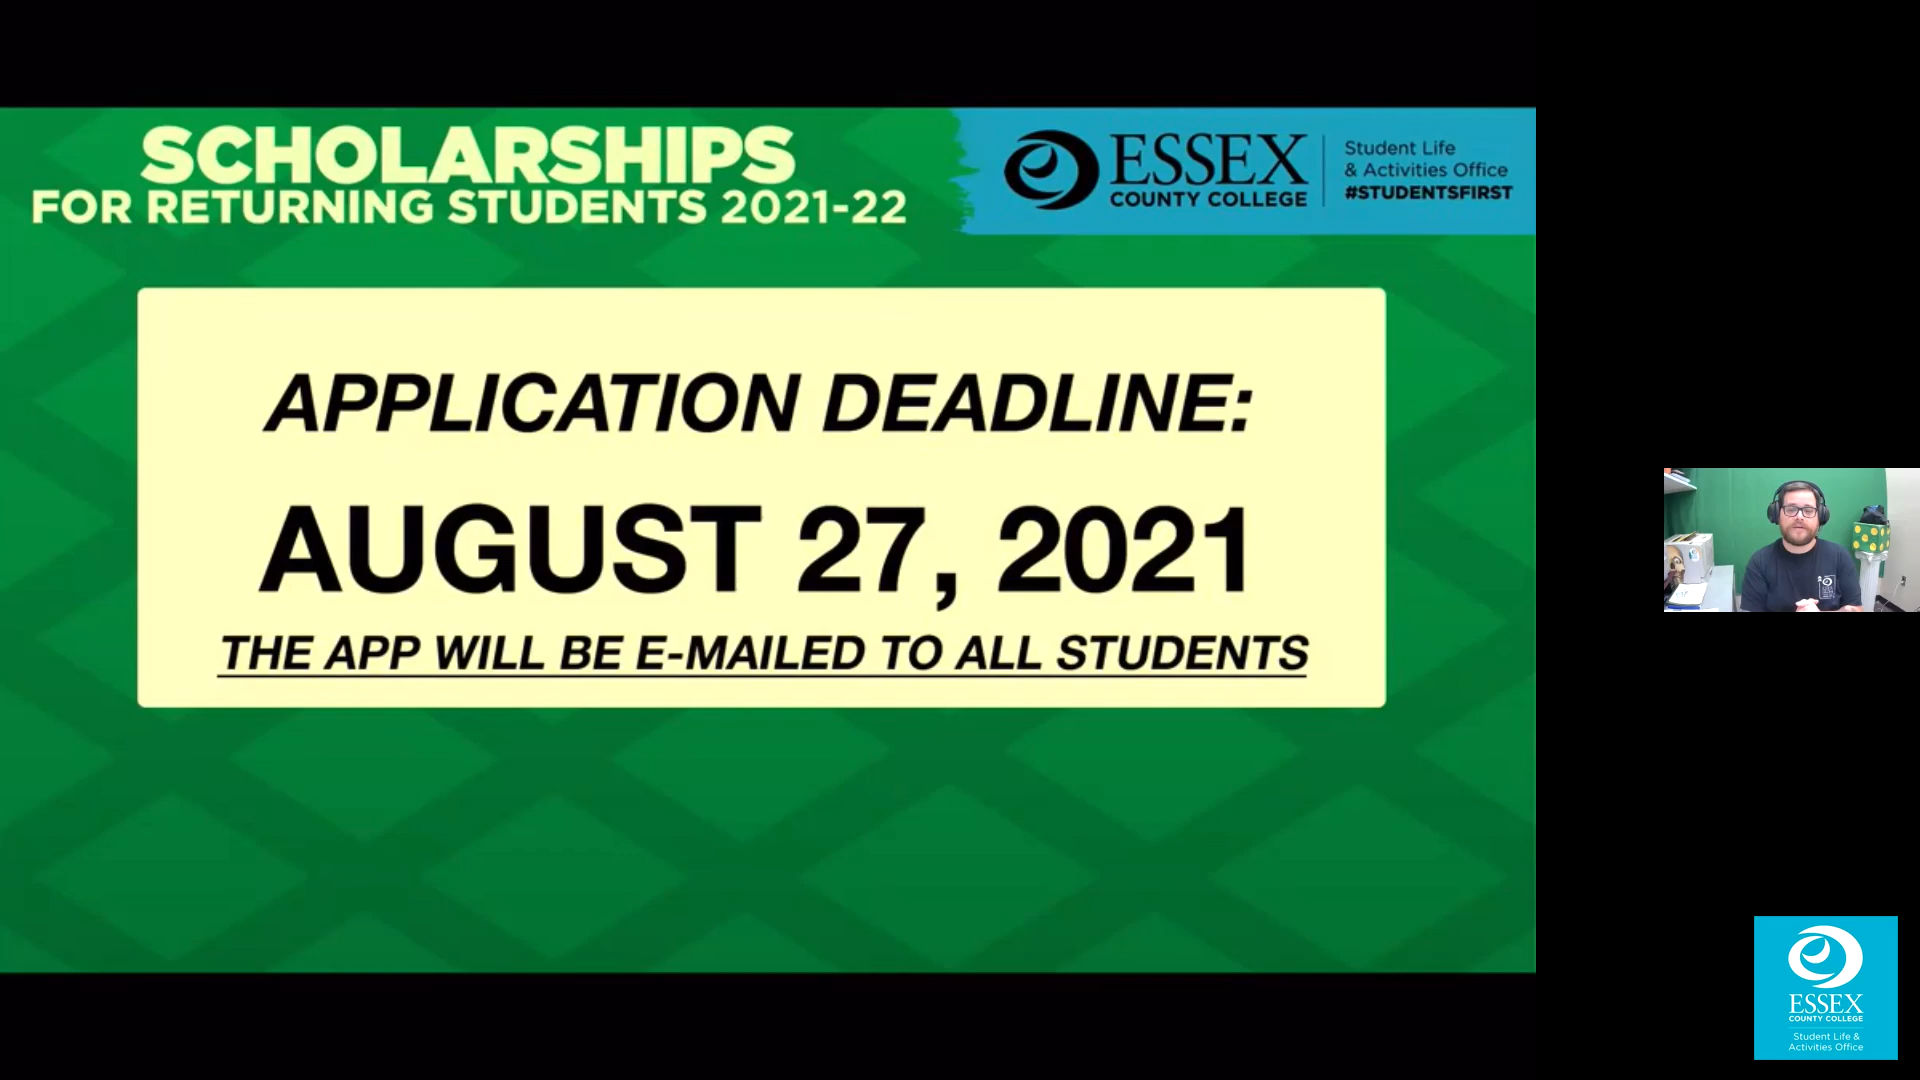 SCHOLARSHIPS
FOR RETURNING STUDENTS 2021-22
ESSEX
COUNTY COLLEGE
Student Life
& Activities Office
#STUDENTSFIRST
APPLICATION DEADLINE:
AUGUST 27, 2021
THE APP WILL BE E-MAILED TO ALL STUDENTS
ESSEX
COUNTY COLLEGE
Student Life &
Activities Office